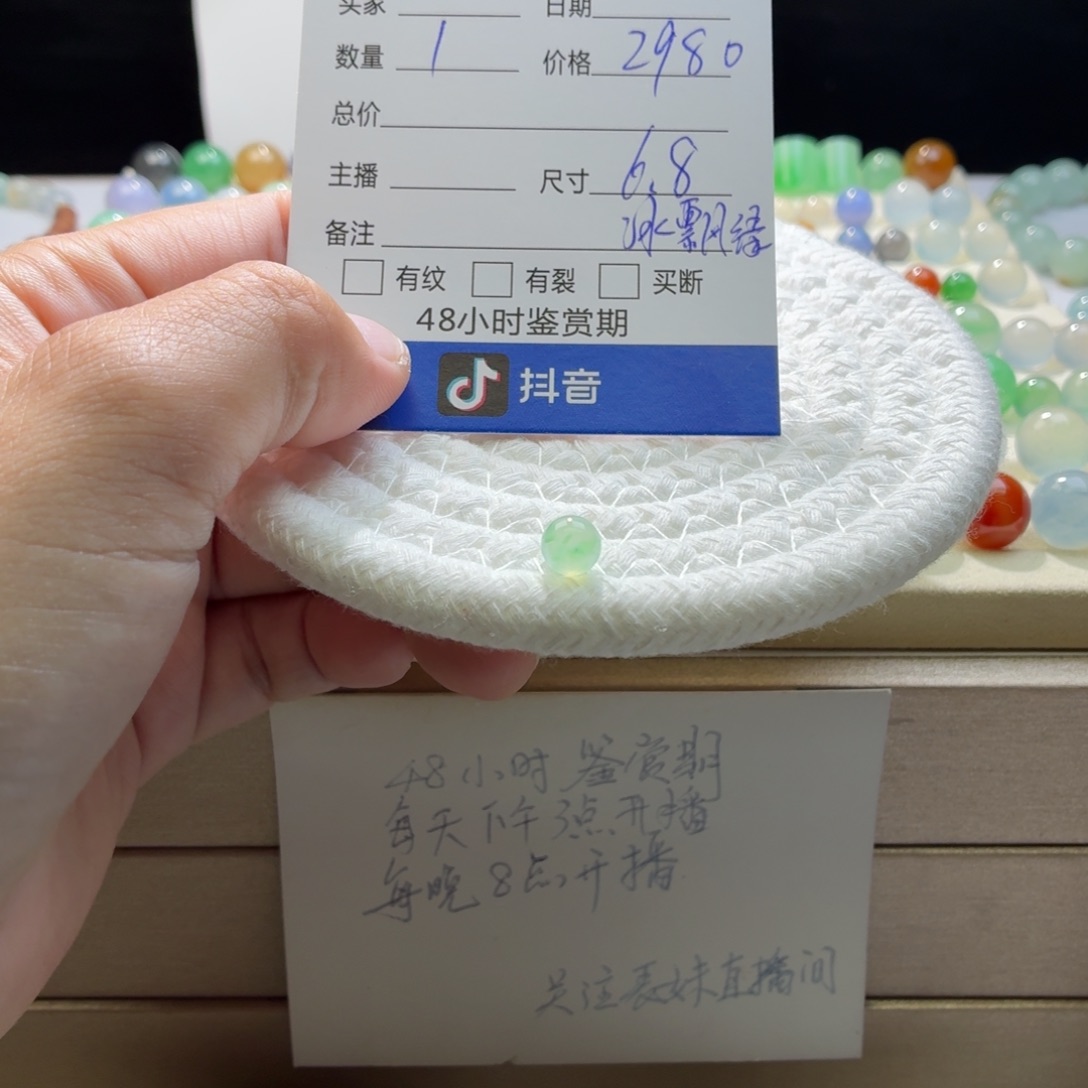 买家 日期
数量 1 价格 2980
总价
主播 尺寸 6.8
备注 冰飘绿
有纹 有裂 买断
48小时鉴赏期
抖音
48小时鉴赏期
每天下午3点开播
每晚8点开播
关注表妹直播间